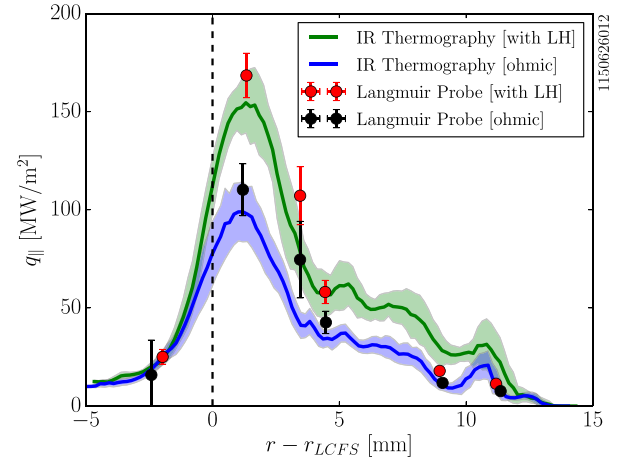 200
150
100
50
0
−5
0
5
10
15
q∥ [MW/m²]
r − r_LCFS [mm]
IR Thermography [with LH]
IR Thermography [ohmic]
Langmuir Probe [with LH]
Langmuir Probe [ohmic]
1150626012